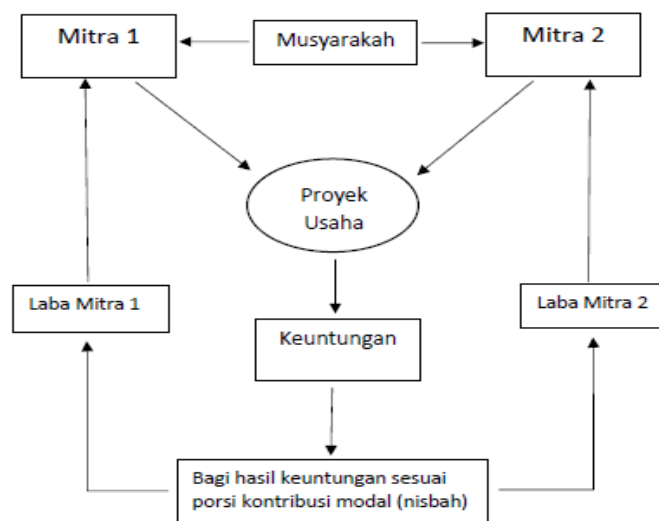 Mitra 1
Musyarakah
Mitra 2
Proyek
Usaha
Laba Mitra 1
Laba Mitra 2
Keuntungan
Bagi hasil keuntungan sesuai
porsi kontribusi modal (nisbah)